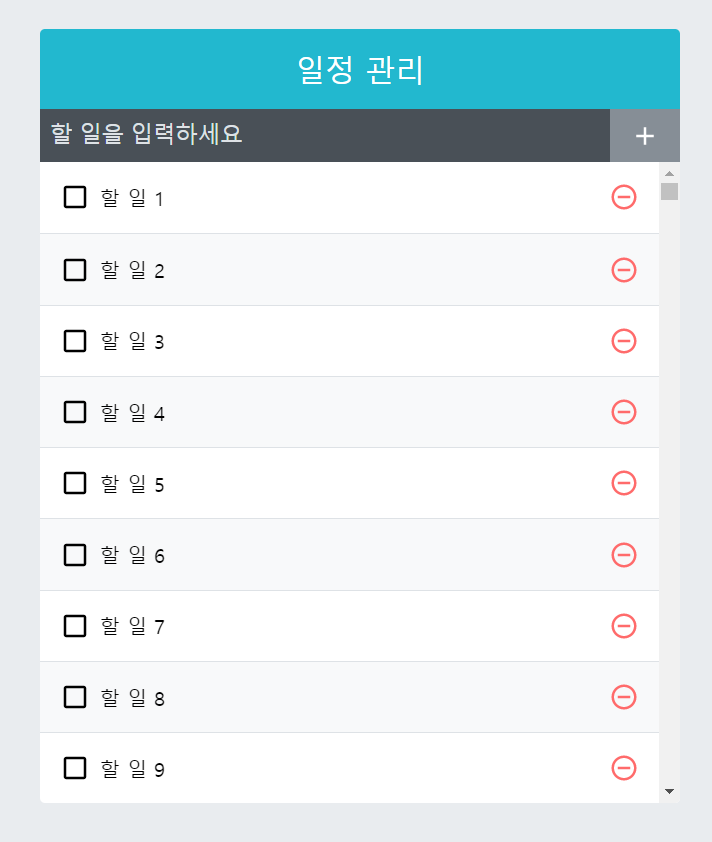 일정 관리
할 일을 입력하세요
할 일 1
할 일 2
할 일 3
할 일 4
할 일 5
할 일 6
할 일 7
할 일 8
할 일 9